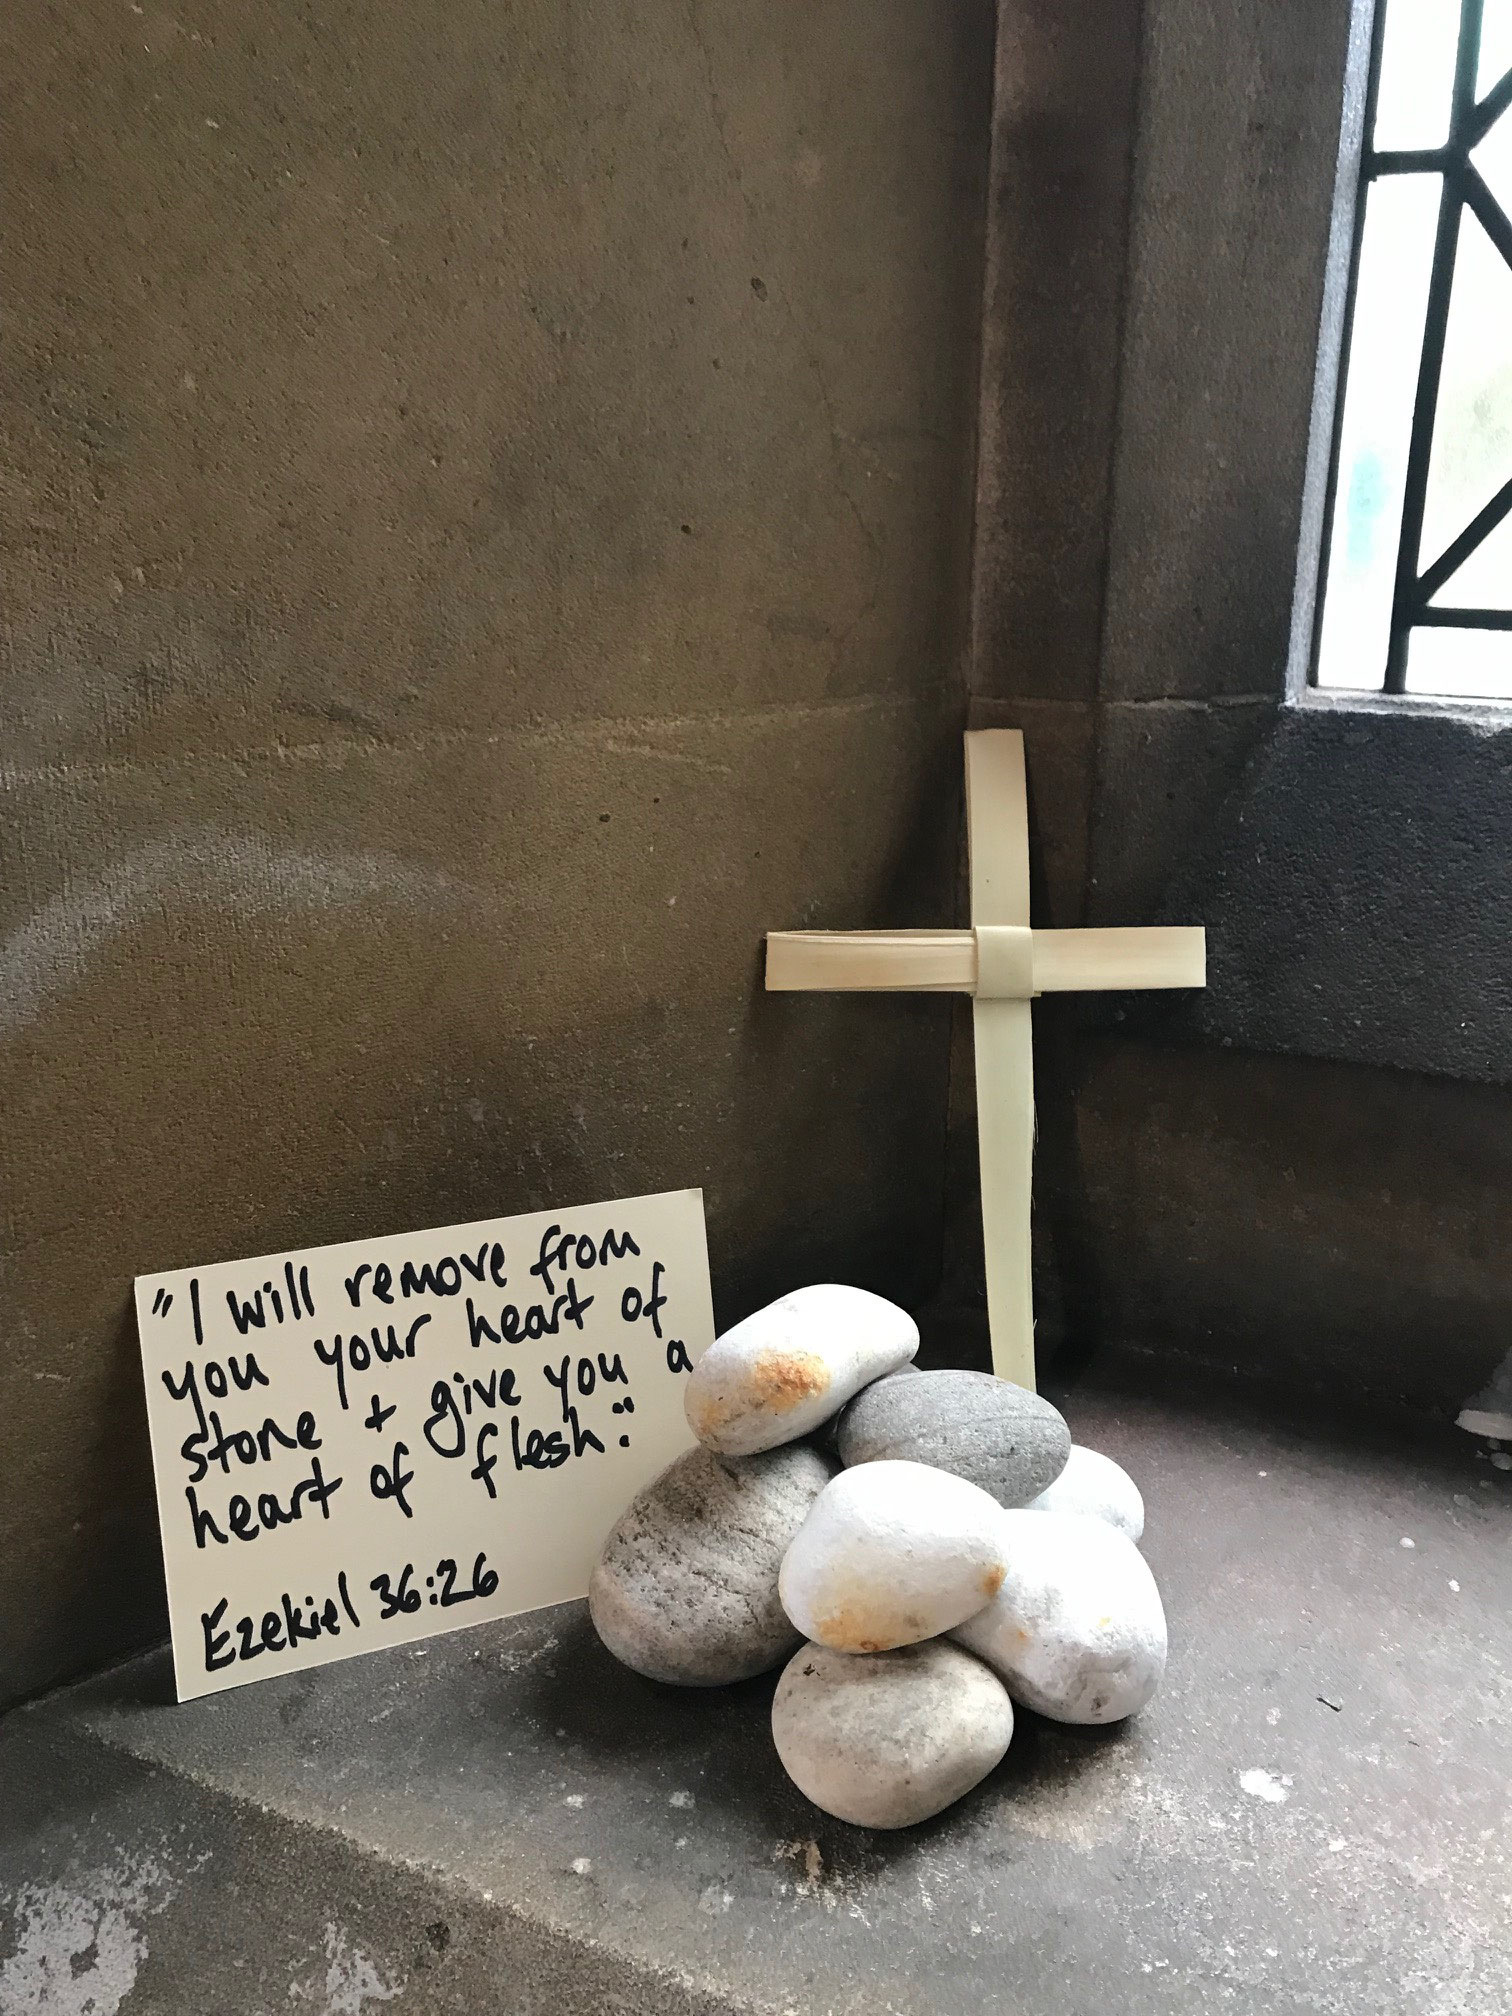 "I will remove from
you your heart of
stone + give you a
heart of flesh."
Ezekiel 36:26